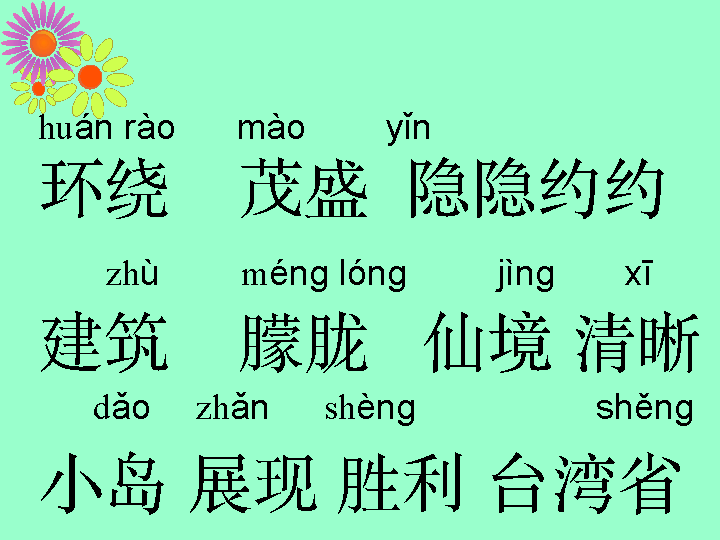 huán rào mào yǐn
环绕 茂盛 隐隐约约
zhù méng lóng jìng xī
建筑 朦胧 仙境 清晰
dǎo zhǎn shèng shěng
小岛 展现 胜利 台湾省